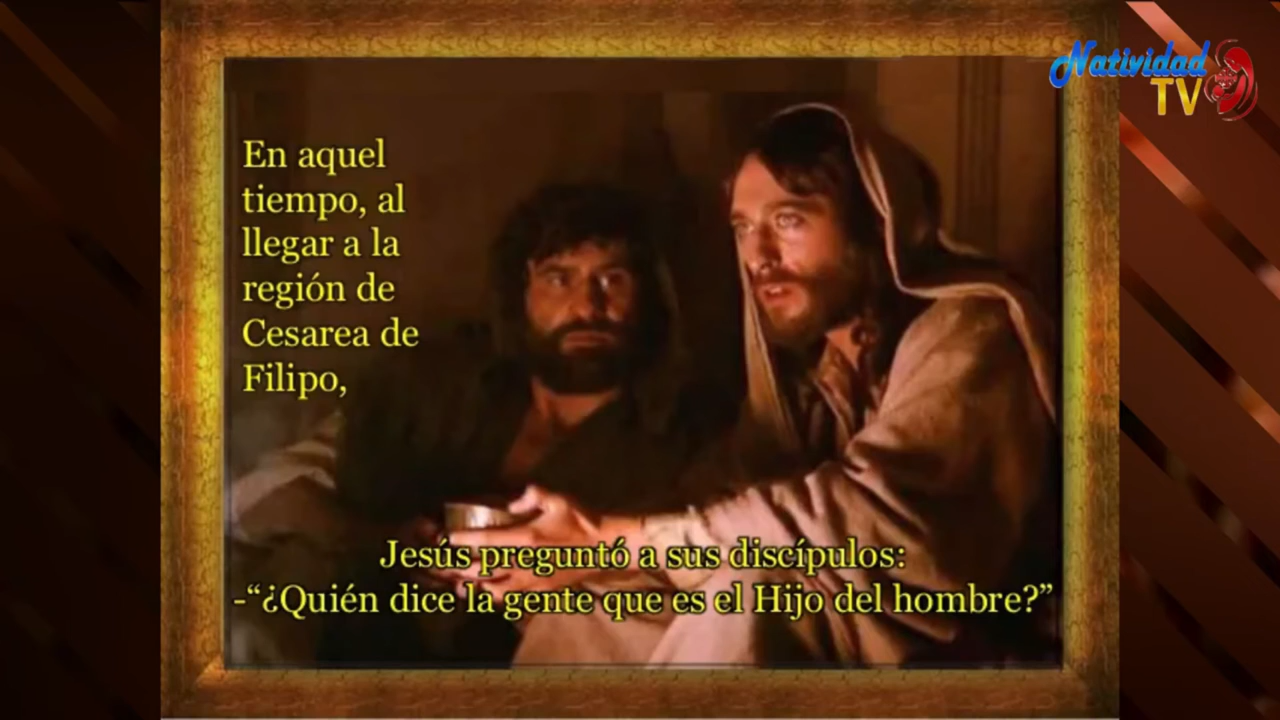 Natividad
TV
En aquel
tiempo, al
llegar a la
región de
Cesarea de
Filipo,
Jesús preguntó a sus discípulos:
-“¿Quién dice la gente que es el Hijo del hombre?”